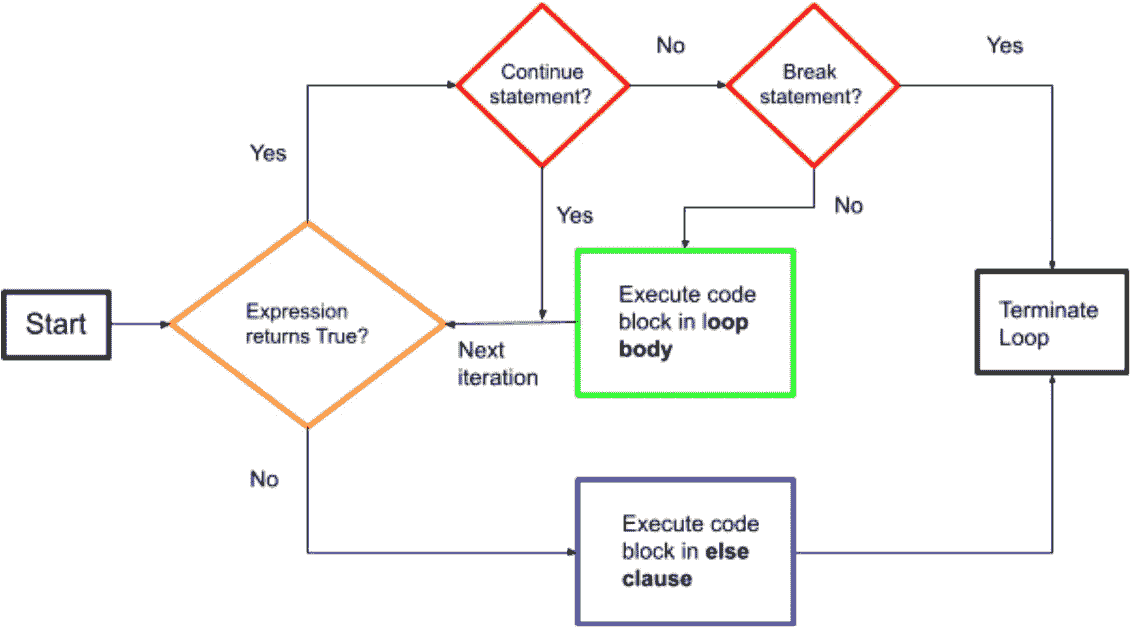 Continue
statement?
No
Break
statement?
Yes
Yes
Yes
No
Start
Expression
returns True?
Next
iteration
Execute code
block in loop
body
Terminate
Loop
No
Execute code
block in else
clause